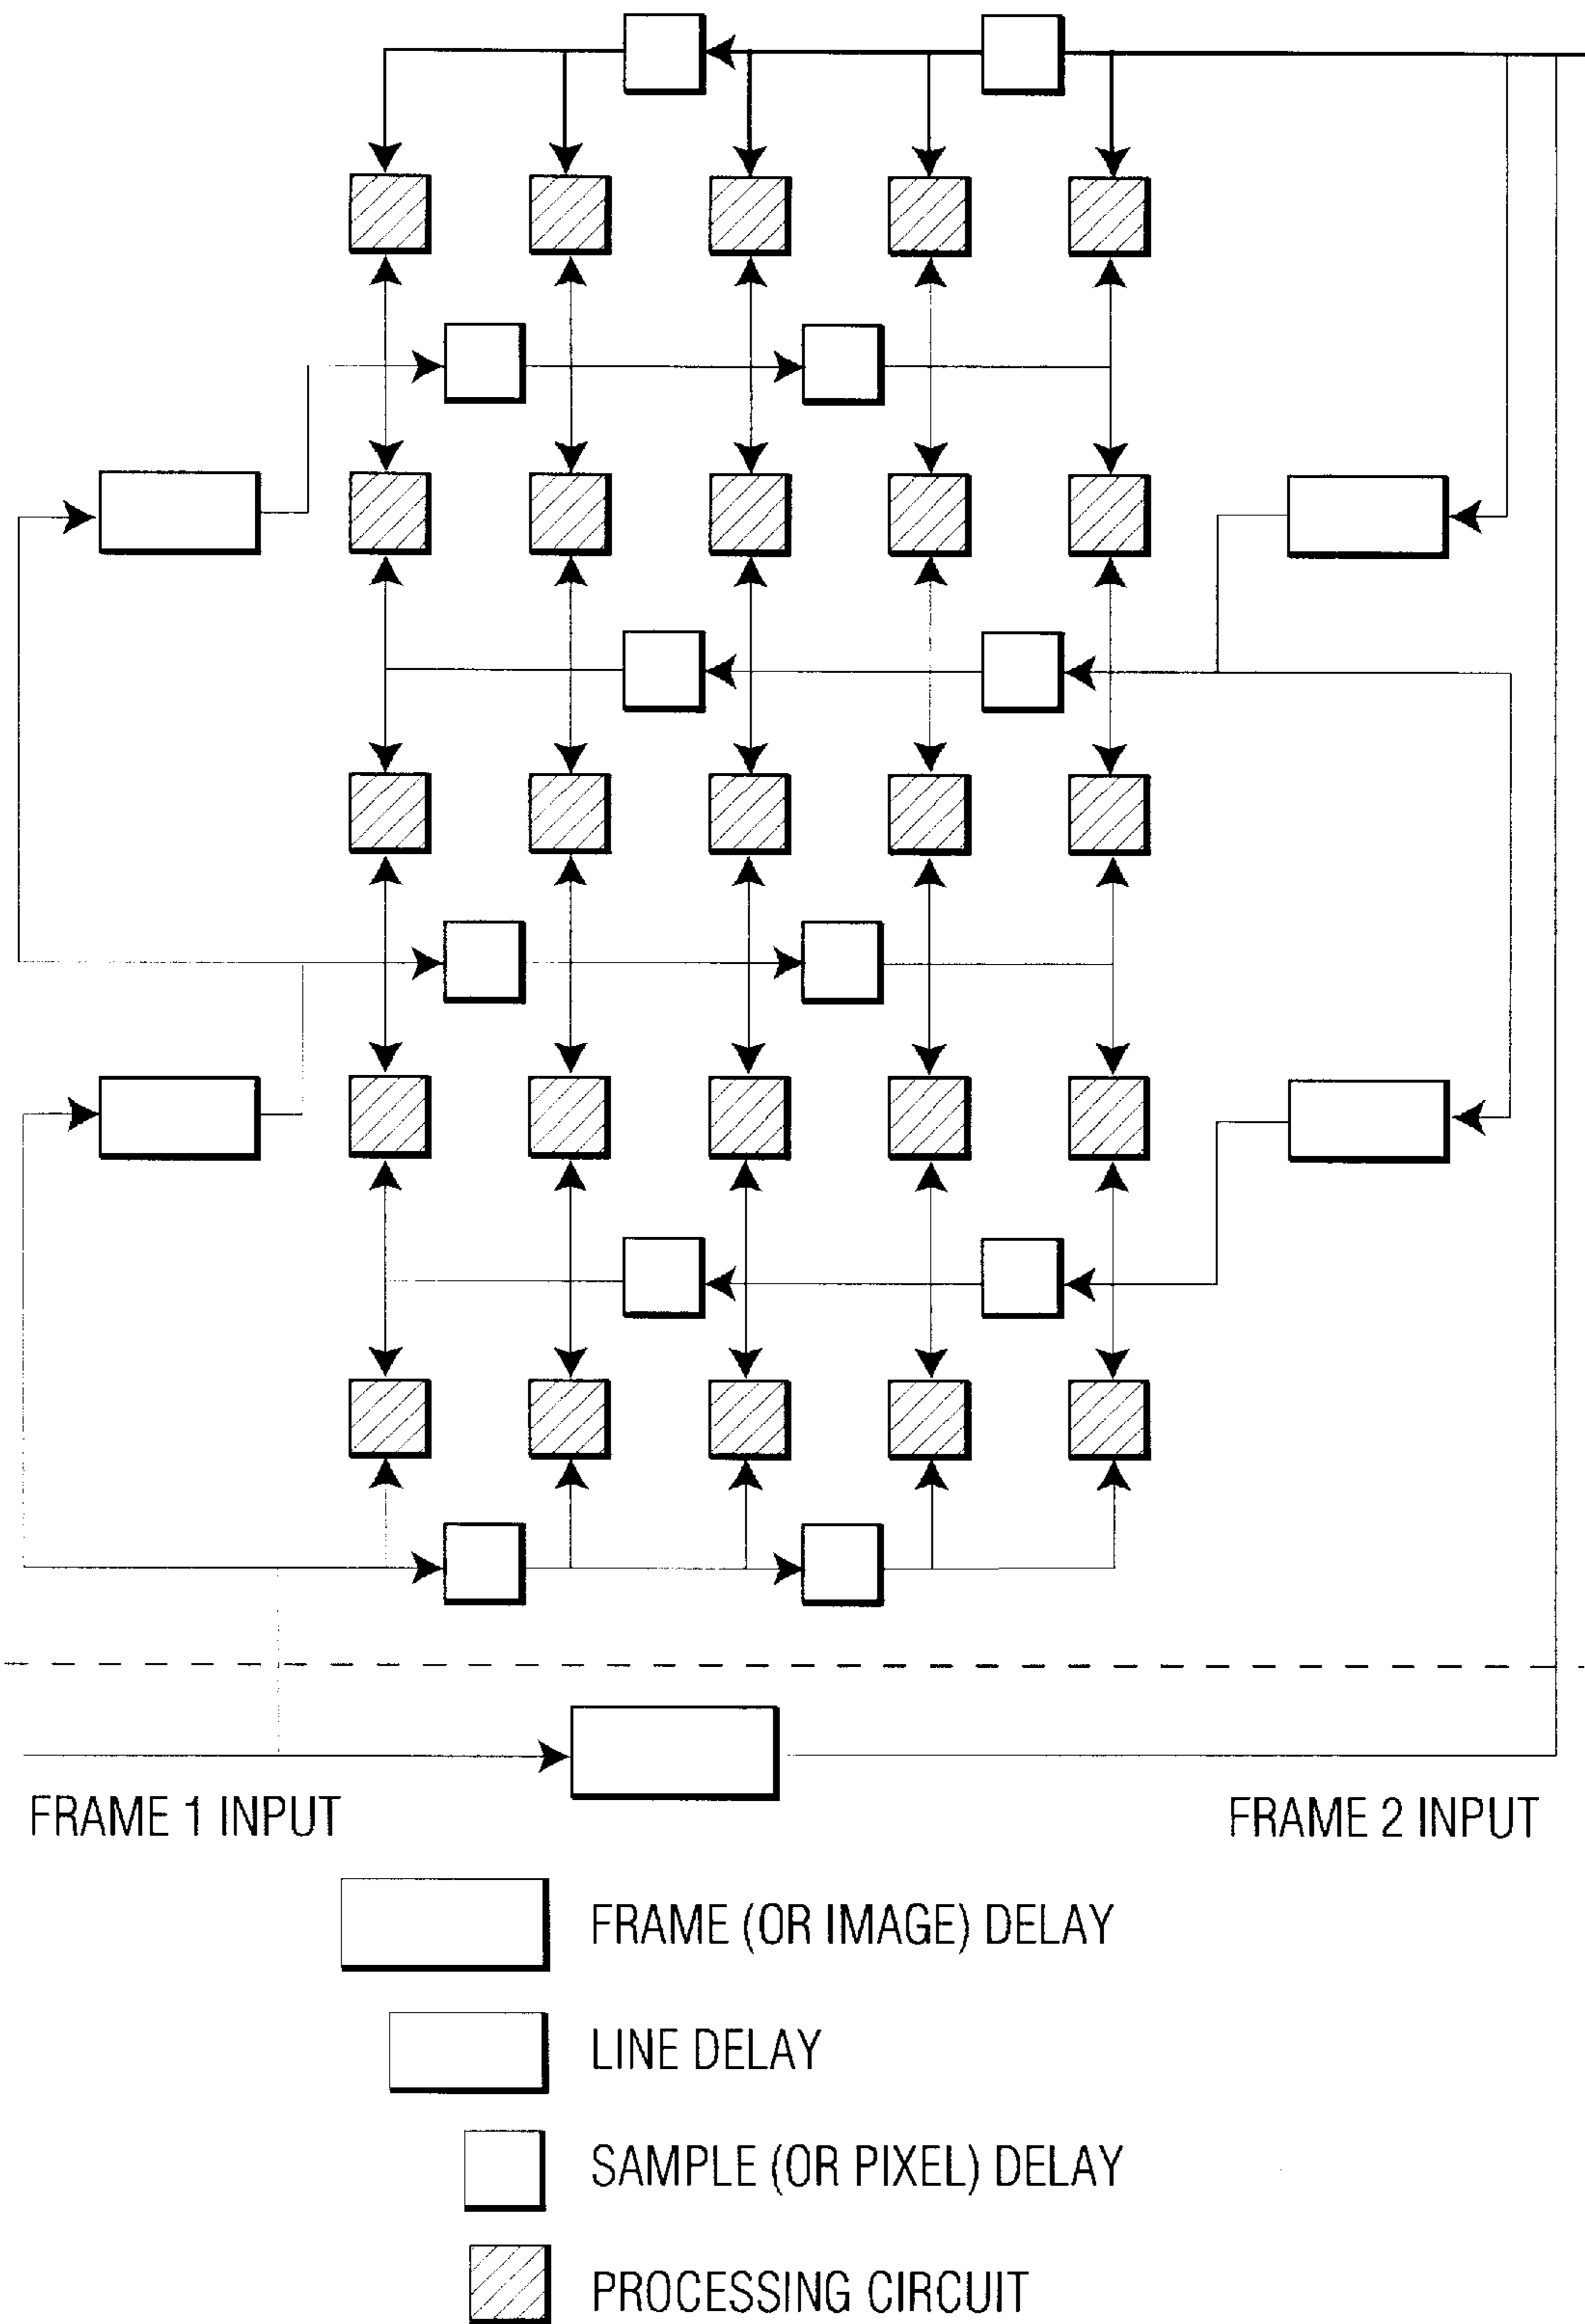 FRAME 1 INPUT
FRAME 2 INPUT
FRAME (OR IMAGE) DELAY
LINE DELAY
SAMPLE (OR PIXEL) DELAY
PROCESSING CIRCUIT